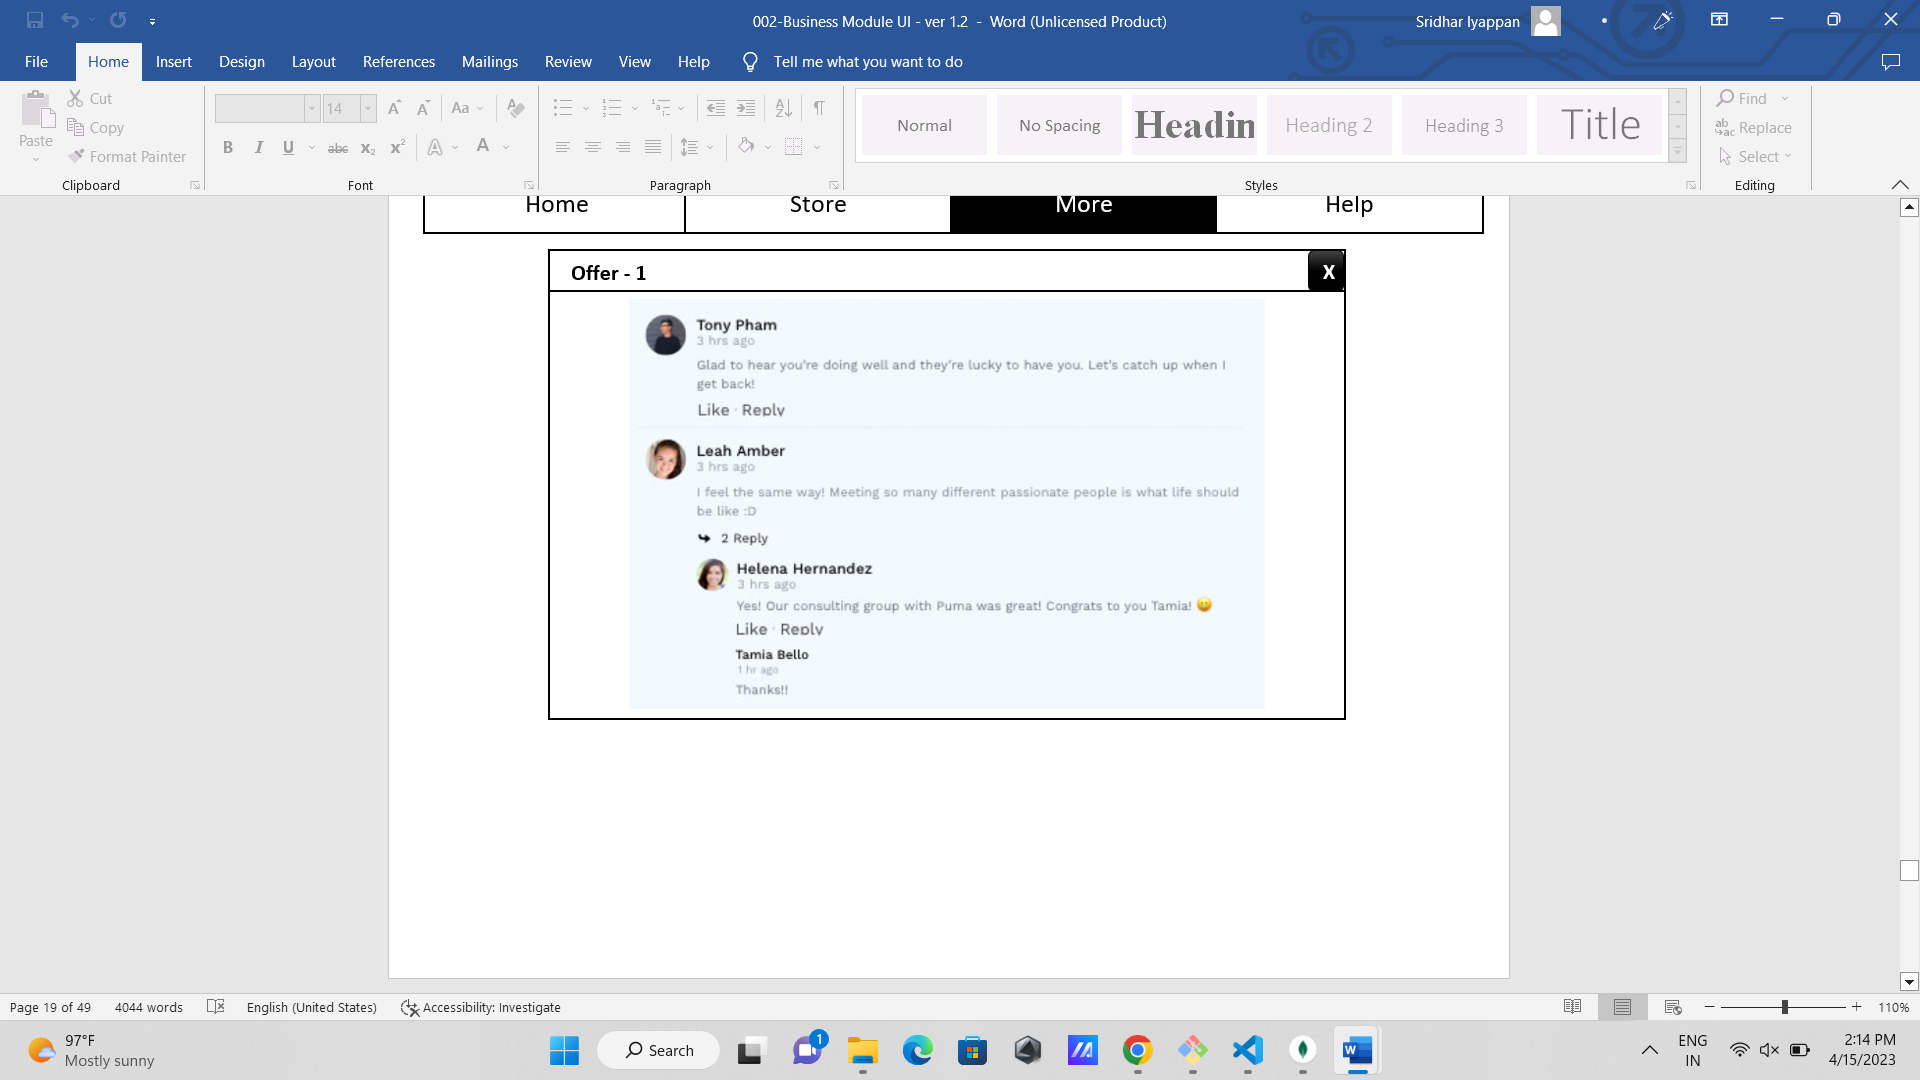 002-Business Module UI - ver 1.2 - Word (Unlicensed Product)
Sridhar Iyappan
File Home Insert Design Layout References Mailings Review View Help Tell me what you want to do
Paste
Cut
Copy
Format Painter
Clipboard
14
Aa
B I U abc x₂ x² A A
Font
Paragraph
Normal
No Spacing
Headin
Heading 2
Heading 3
Title
Styles
Find
Replace
Select
Editing
Home Store More Help
Offer - 1 X
Tony Pham
3 hrs ago
Glad to hear you're doing well and they're lucky to have you. Let's catch up when I
get back!
Like · Reply
Leah Amber
3 hrs ago
I feel the same way! Meeting so many different passionate people is what life should
be like :D
2 Reply
Helena Hernandez
3 hrs ago
Yes! Our consulting group with Puma was great! Congrats to you Tamia! 😀
Like · Reply
Tamia Bello
1 hr ago
Thanks!!
Page 19 of 49 4044 words English (United States) Accessibility: Investigate 110%
97°F
Mostly sunny
Search
1
ENG
IN
2:14 PM
4/15/2023